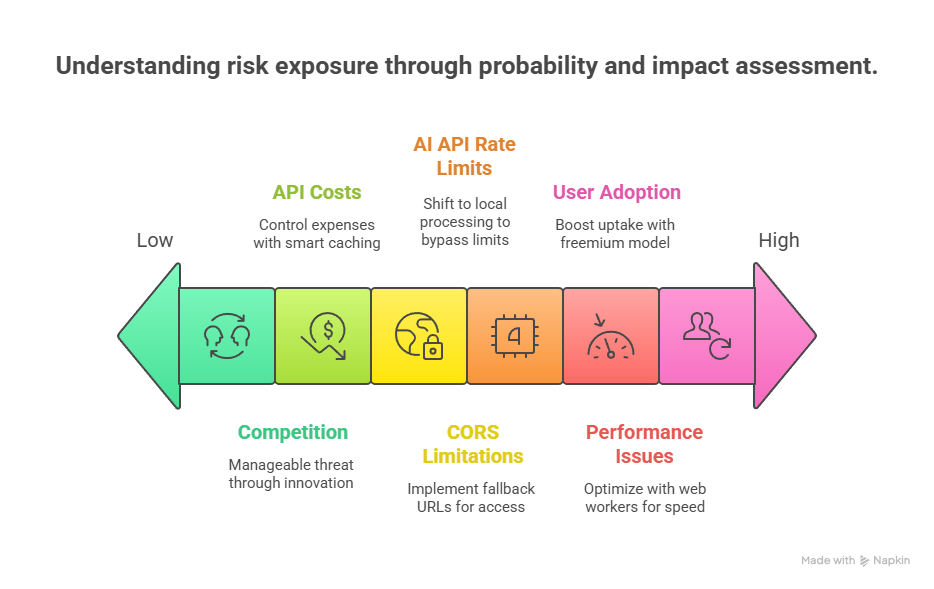 Understanding risk exposure through probability and impact assessment.
AI API Rate
Limits
API Costs
User Adoption
Shift to local
processing to
bypass limits
Control expenses
with smart caching
Boost uptake with
freemium model
Low
High
$
Competition
CORS
Limitations
Performance
Issues
Manageable threat
through innovation
Implement fallback
URLs for access
Optimize with web
workers for speed
Made with Napkin